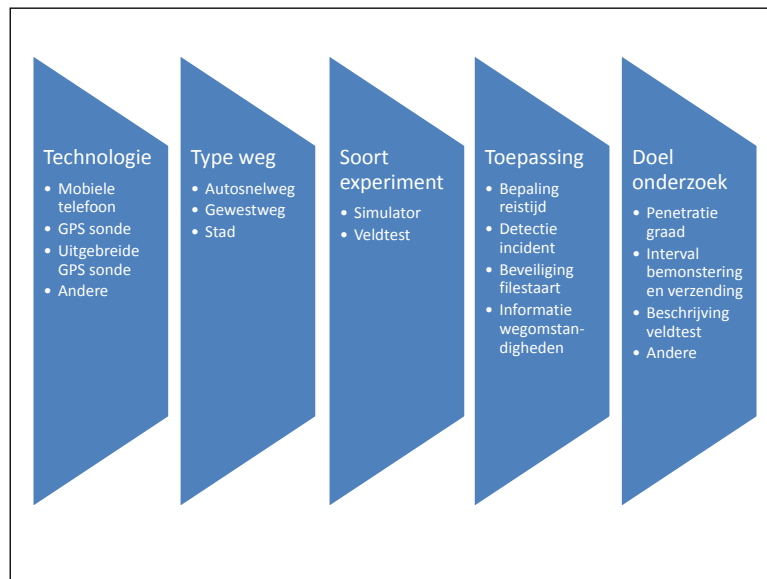 Technologie
• Mobiele
telefoon
• GPS sonde
• Uitgebreide
GPS sonde
• Andere
Type weg
• Autosnelweg
• Gewestweg
• Stad
Soort
experiment
• Simulator
• Veldtest
Toepassing
• Bepaling
reistijd
• Detectie
incident
• Beveiliging
filestaart
• Informatie
wegomstan-
digheden
Doel
onderzoek
• Penetratie
graad
• Interval
bemonstering
en verzending
• Beschrijving
veldtest
• Andere